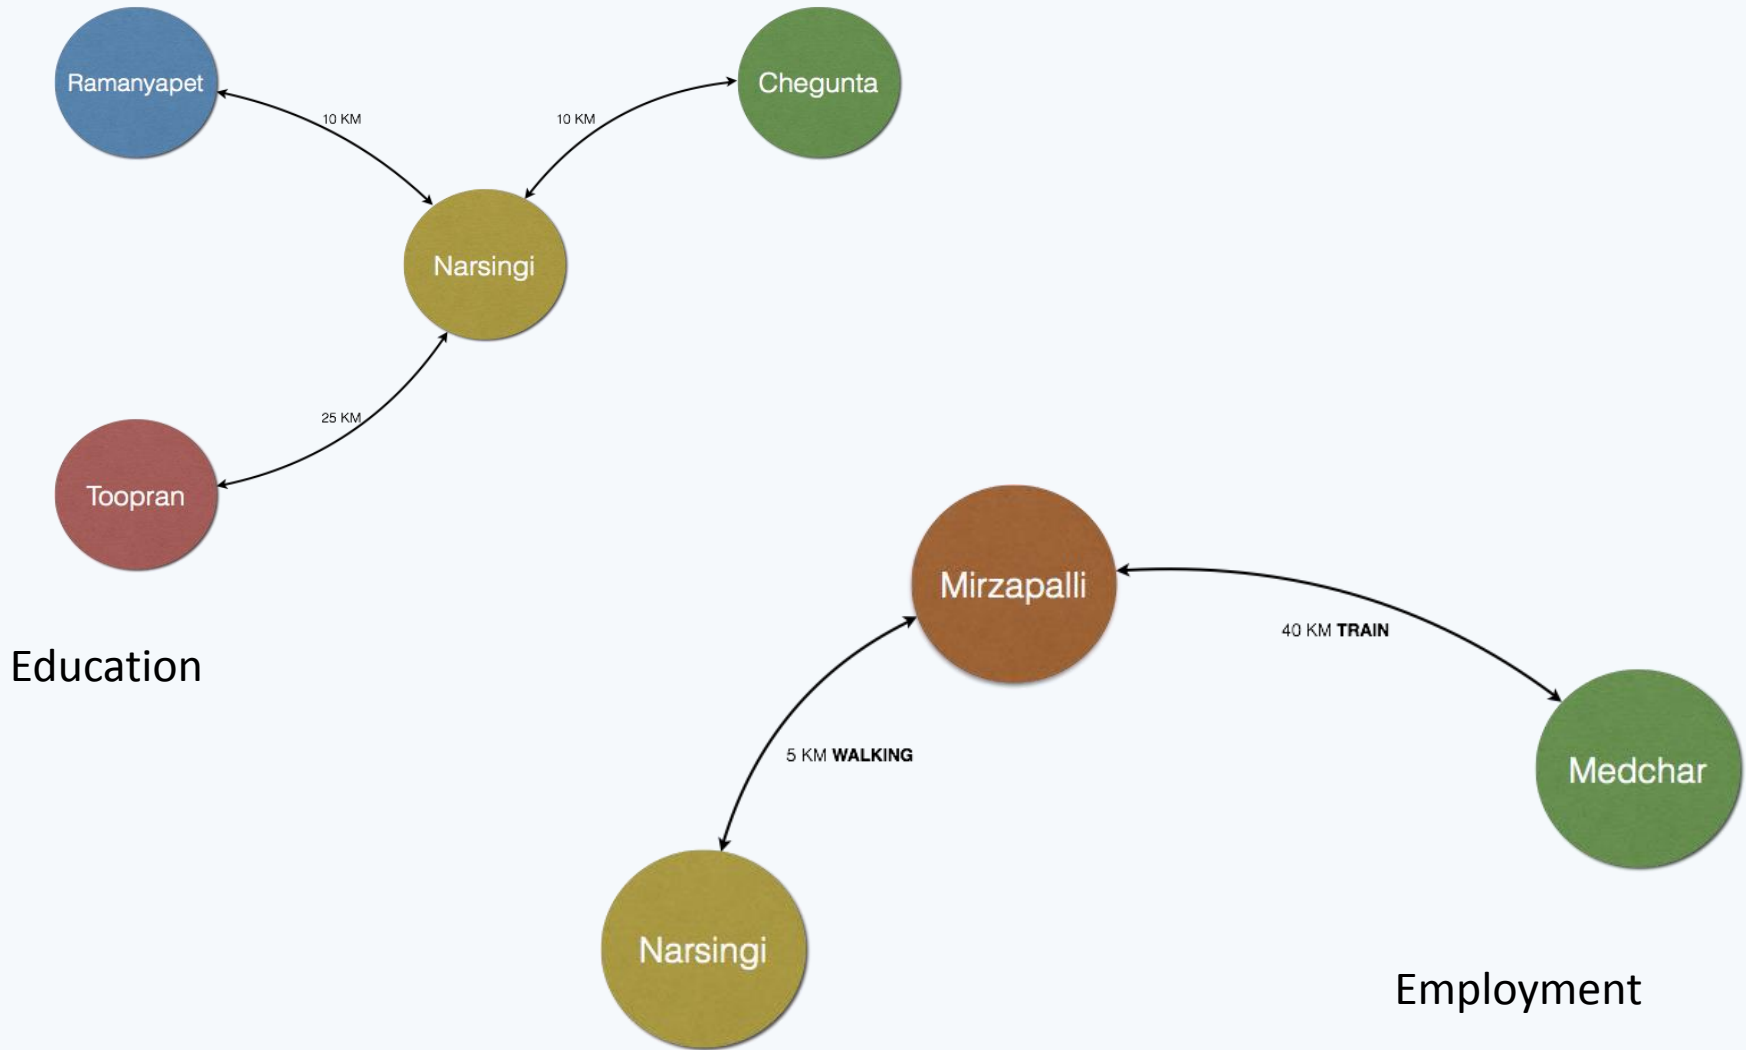 Ramanyapet
Chegunta
10 KM
10 KM
Narsingi
25 KM
Toopran
Education
Mirzapalli
40 KM TRAIN
5 KM WALKING
Medchar
Narsingi
Employment